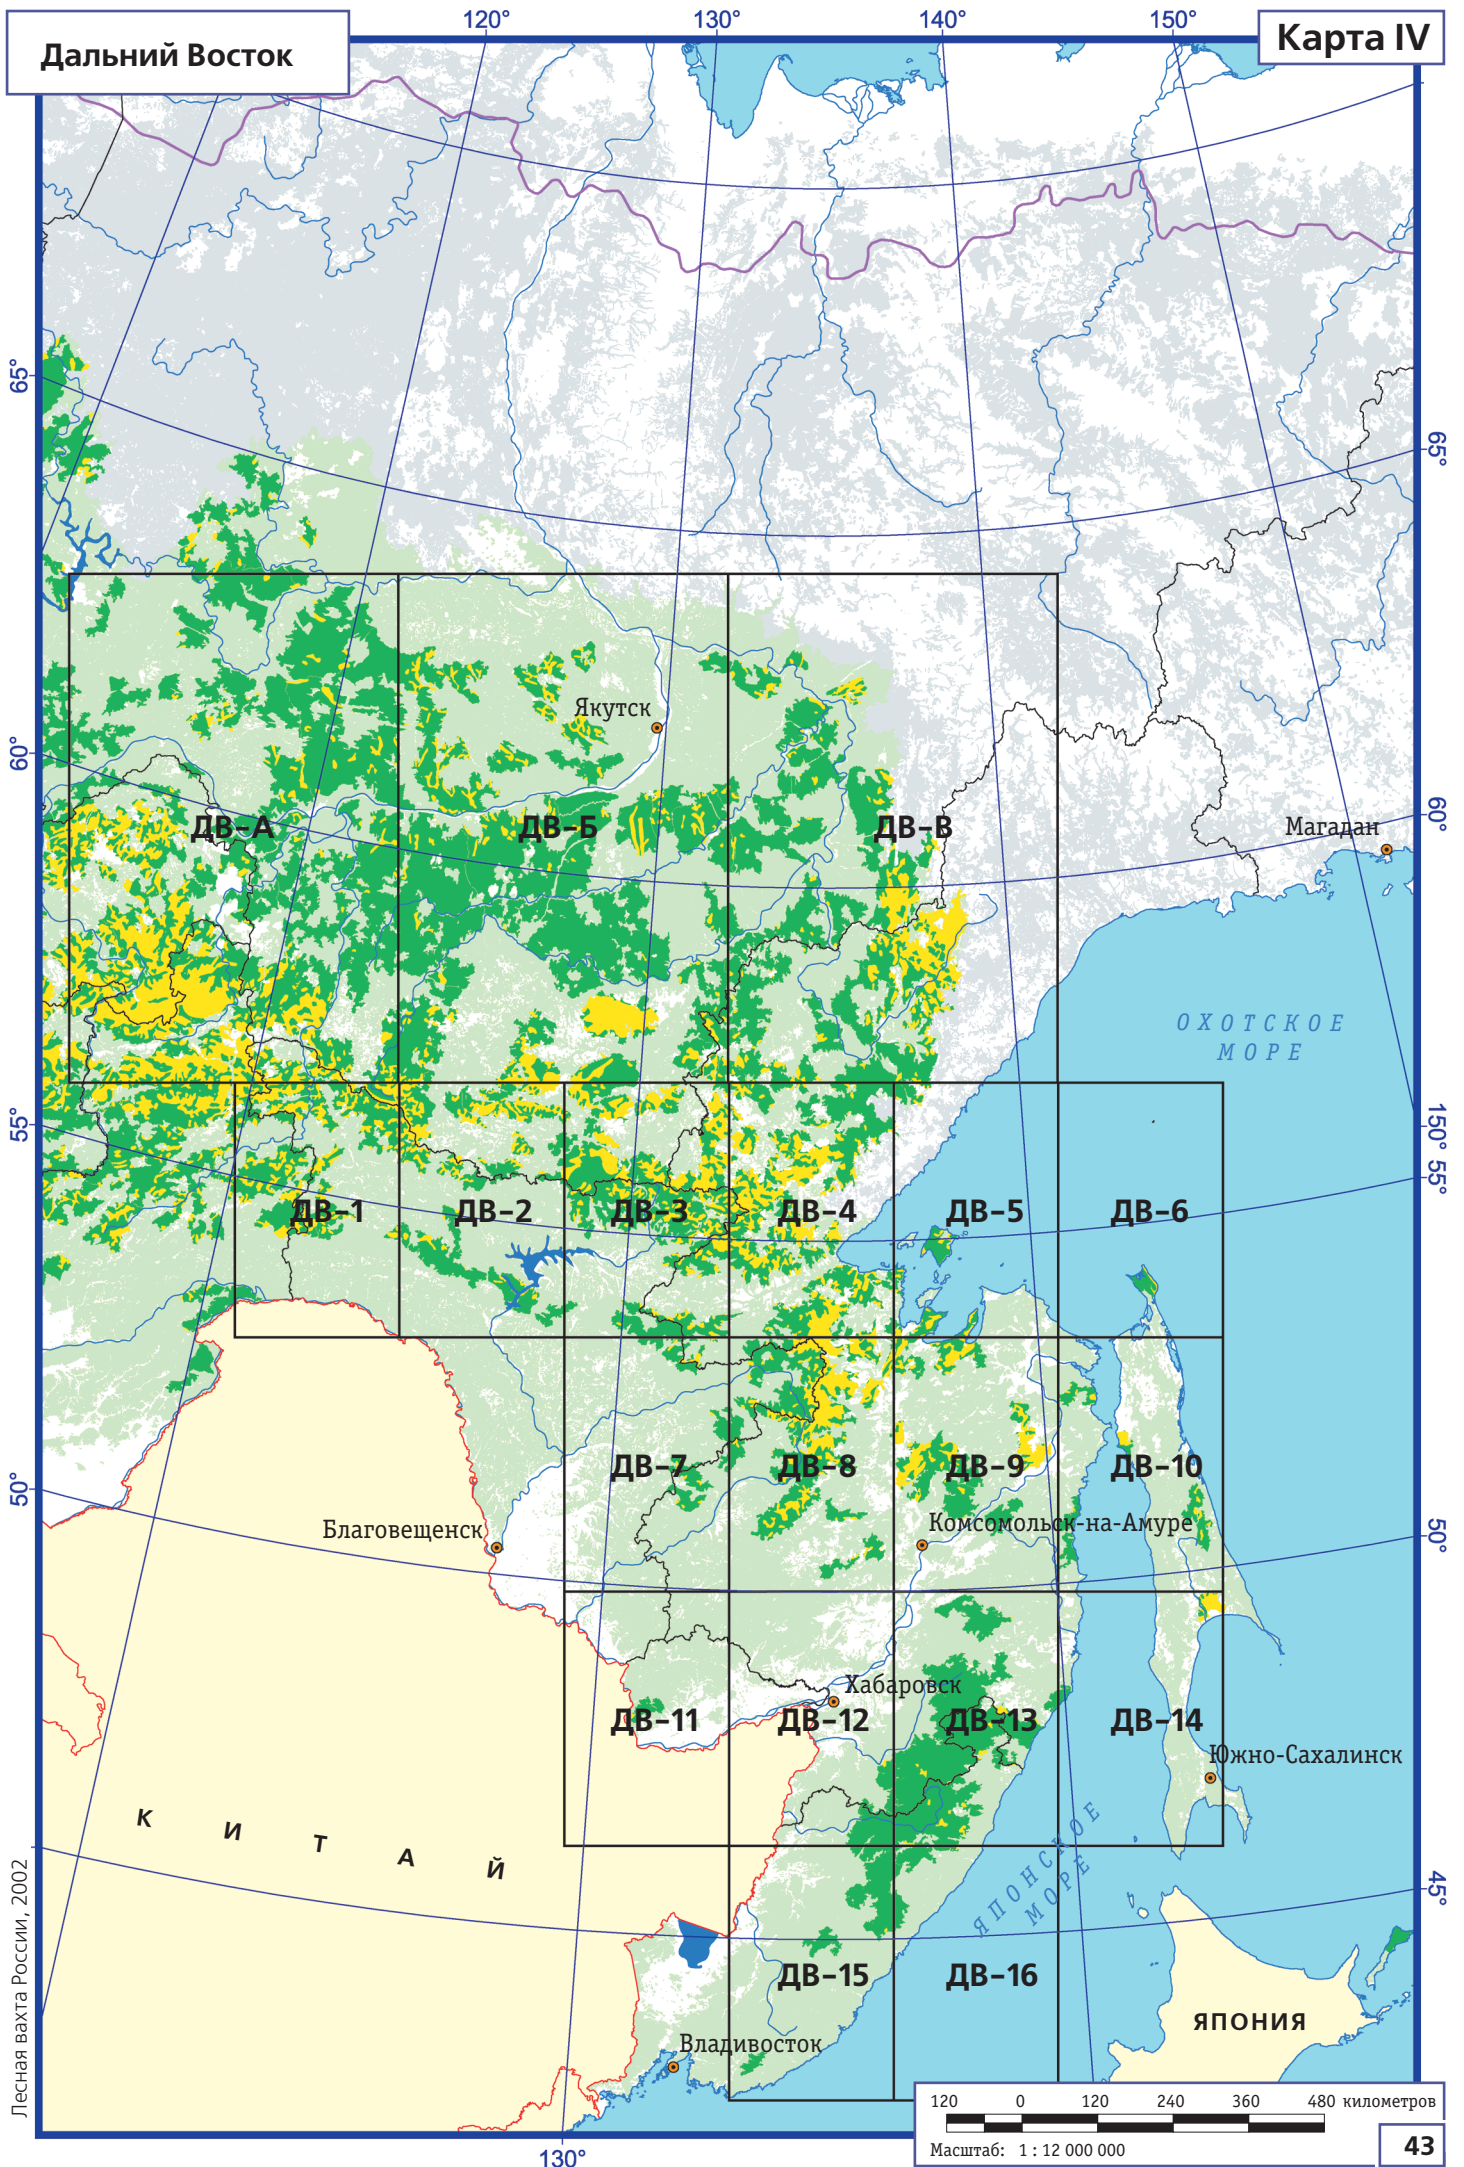 120°
130°
140°
150°
Дальний Восток
Карта IV
65°
65°
Якутск
60°
60°
ДВ–А
ДВ–Б
ДВ–В
Магадан
ОХОТСКОЕ
МОРЕ
55°
150°
55°
ДВ–1
ДВ–2
ДВ–3
ДВ–4
ДВ–5
ДВ–6
ДВ–7
ДВ–8
ДВ–9
ДВ–10
50°
50°
Благовещенск
Комсомольск-на-Амуре
Хабаровск
ДВ–11
ДВ–12
ДВ–13
ДВ–14
Южно-Сахалинск
КИТАЙ
ЯПОНСКОЕ
МОРЕ
45°
ДВ–15
ДВ–16
ЯПОНИЯ
Владивосток
Лесная вахта России, 2002
120 0 120 240 360 480 километров
Масштаб: 1 : 12 000 000
130°
43